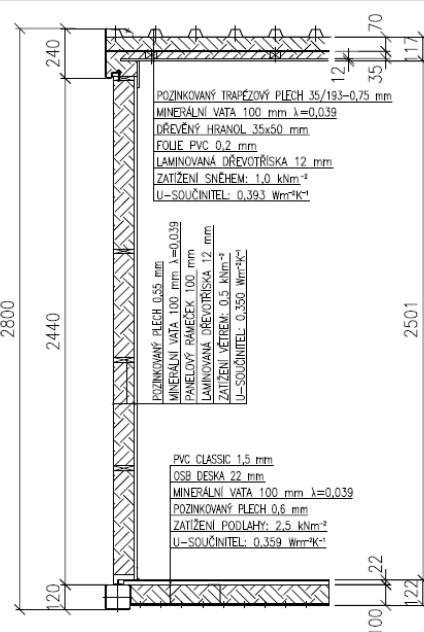 240
70
117
35
12
POZINKOVANÝ TRAPÉZOVÝ PLECH 35/193–0,75 mm
MINERÁLNÍ VATA 100 mm λ=0,039
DŘEVĚNÝ HRANOL 35x50 mm
FOLIE PVC 0,2 mm
LAMINOVANÁ DŘEVOTŘÍSKA 12 mm
ZATÍŽENÍ SNĚHEM: 1,0 kNm⁻²
U–SOUČINITEL: 0,393 Wm⁻²K⁻¹
2800
2440
2501
POZINKOVANÝ PLECH 0,55 mm
MINERÁLNÍ VATA 100 mm λ=0,039
PANELOVÝ RÁMEČEK 100 mm
LAMINOVANÁ DŘEVOTŘÍSKA 12 mm
ZATÍŽENÍ VĚTREM: 0,5 kNm⁻²
U–SOUČINITEL: 0,350 Wm⁻²K⁻¹
PVC CLASSIC 1,5 mm
OSB DESKA 22 mm
MINERÁLNÍ VATA 100 mm λ=0,039
POZINKOVANÝ PLECH 0,6 mm
ZATÍŽENÍ PODLAHY: 2,5 kNm⁻²
U–SOUČINITEL: 0,359 Wm⁻²K⁻¹
120
22
122
100